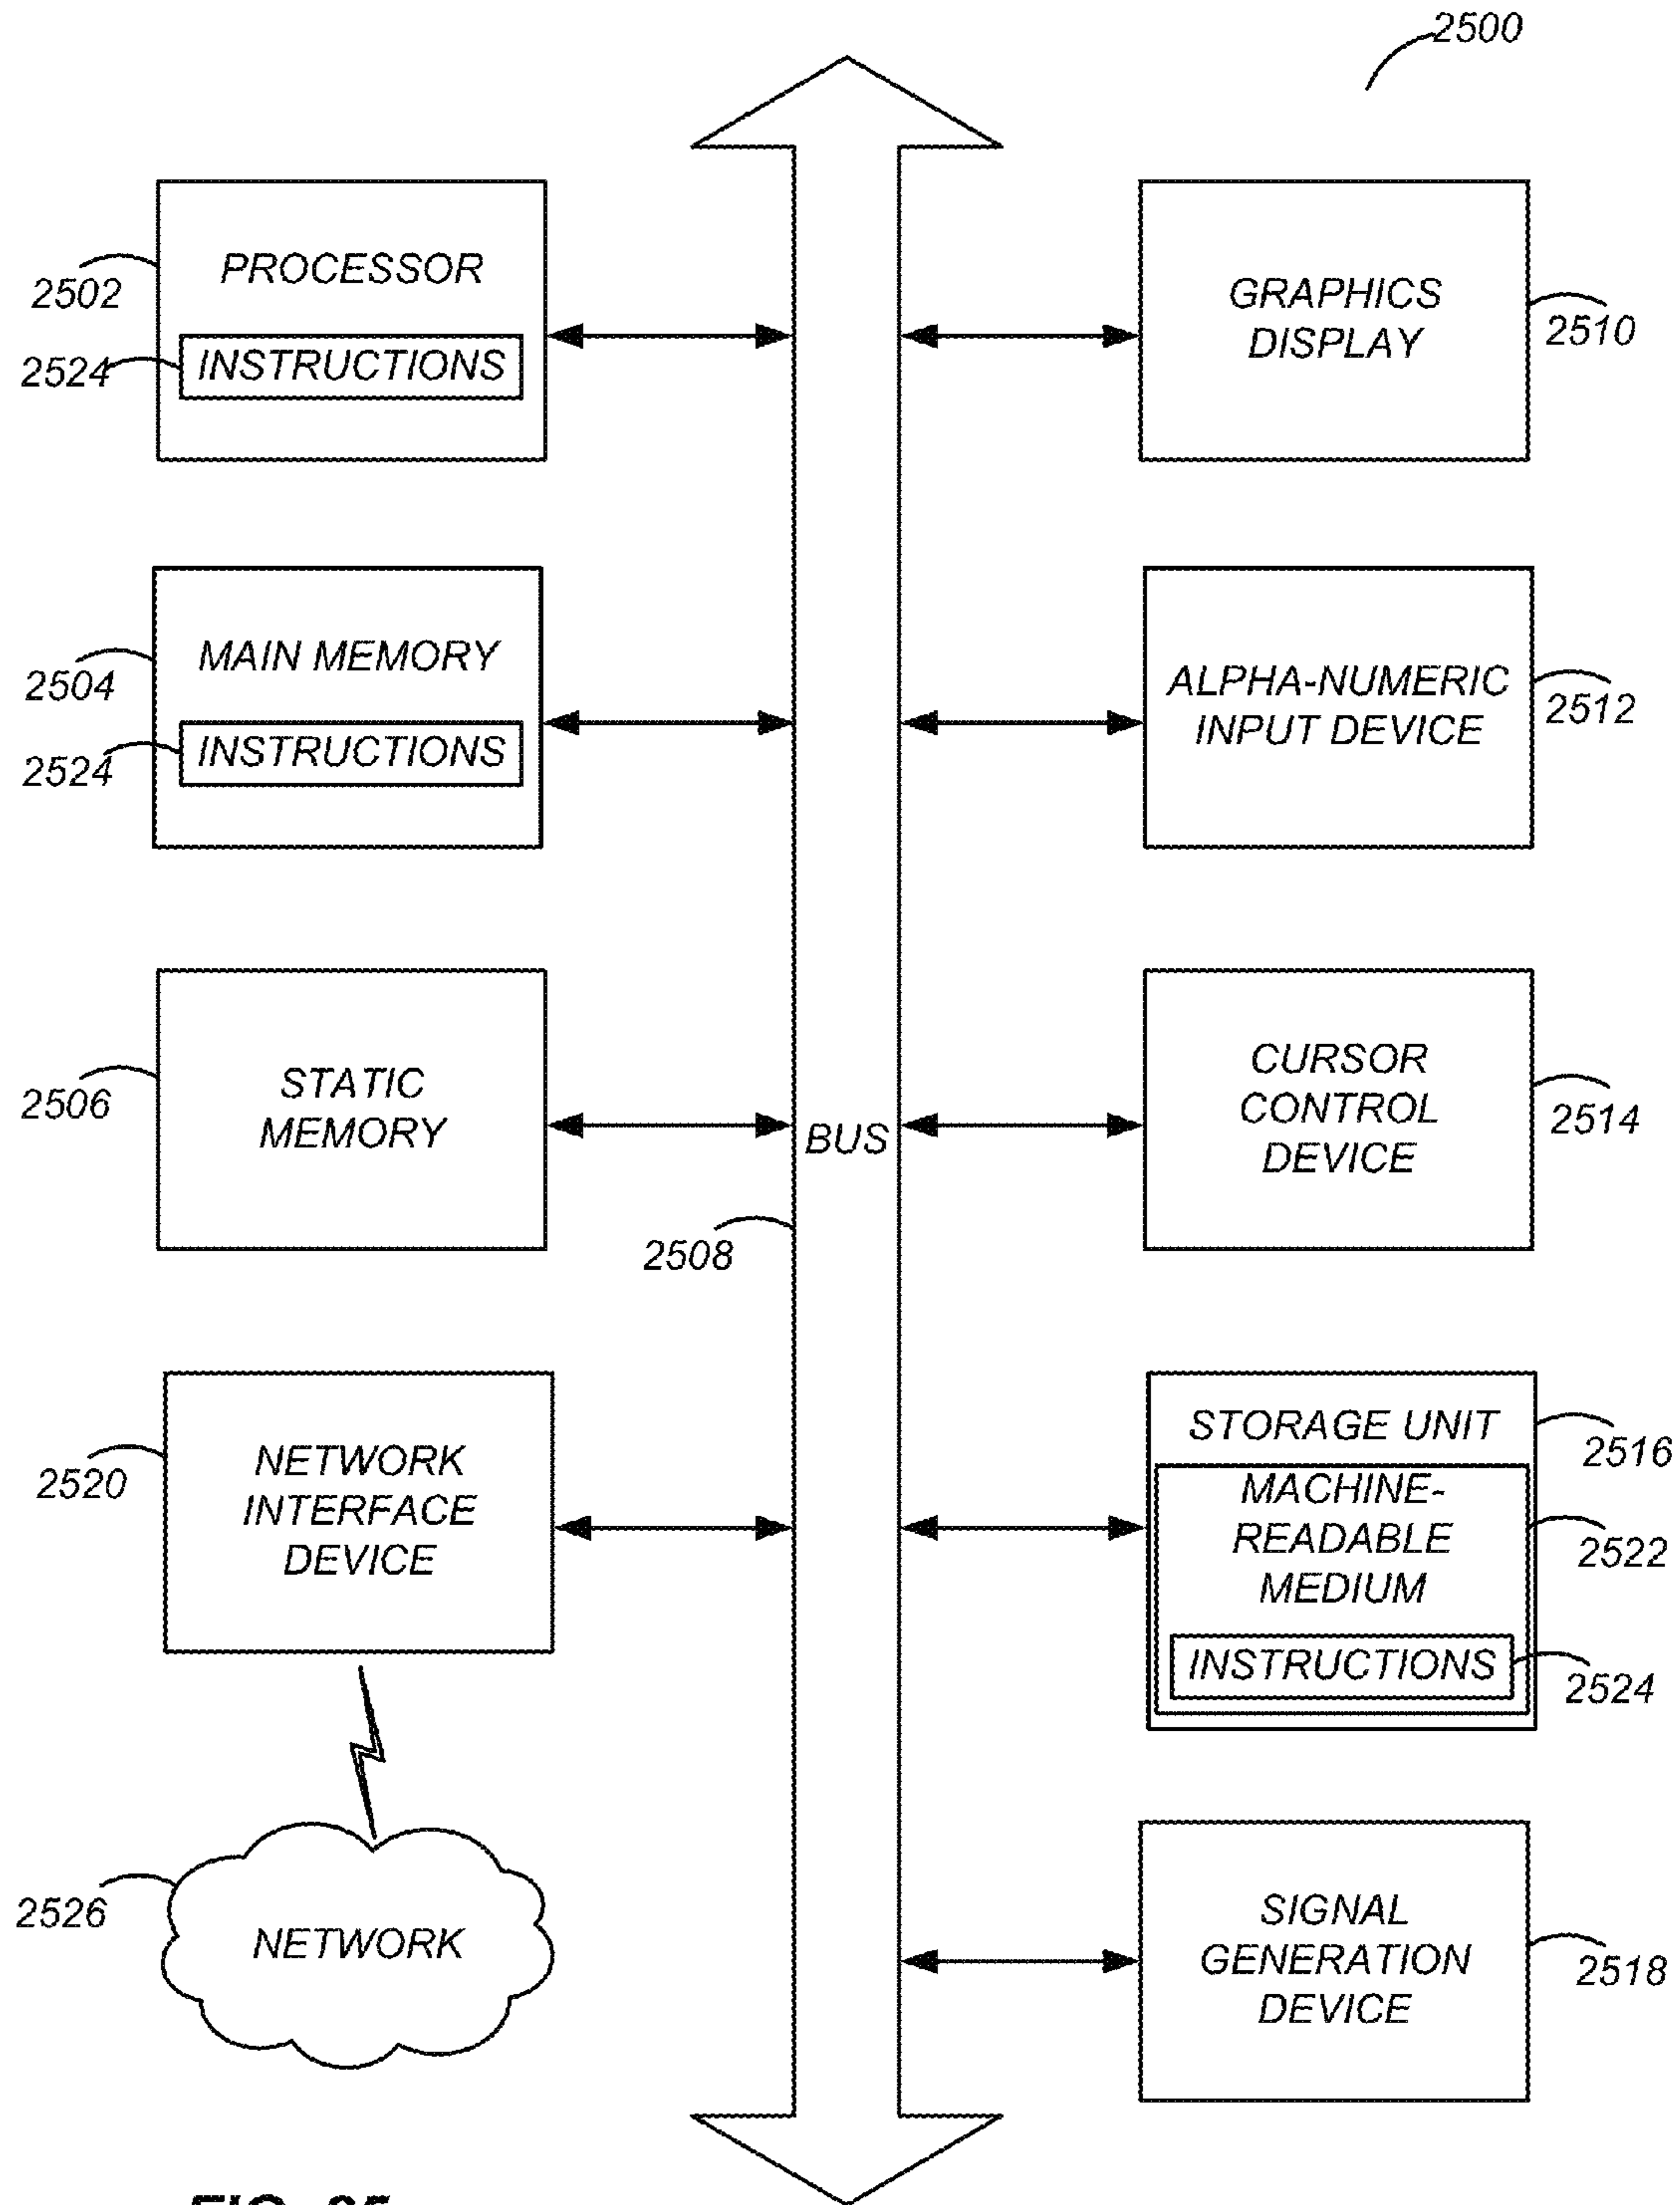 2500
PROCESSOR
2502
INSTRUCTIONS
2524
GRAPHICS
DISPLAY
2510
MAIN MEMORY
2504
INSTRUCTIONS
2524
ALPHA-NUMERIC
INPUT DEVICE
2512
STATIC
MEMORY
2506
BUS
2508
CURSOR
CONTROL
DEVICE
2514
NETWORK
INTERFACE
DEVICE
2520
STORAGE UNIT
2516
MACHINE-
READABLE
MEDIUM
2522
INSTRUCTIONS
2524
NETWORK
2526
SIGNAL
GENERATION
DEVICE
2518